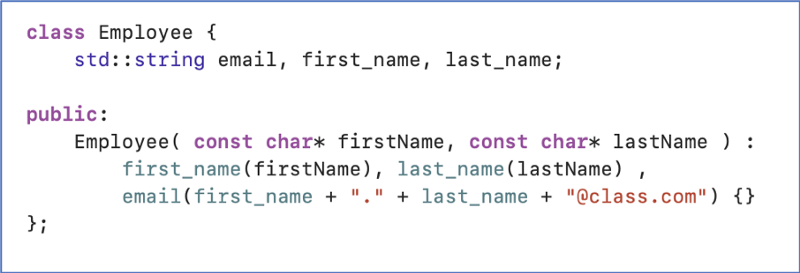 class Employee {
std::string email, first_name, last_name;
public:
Employee( const char* firstName, const char* lastName ) :
first_name(firstName), last_name(lastName) ,
email(first_name + "." + last_name + "@class.com") {}
};